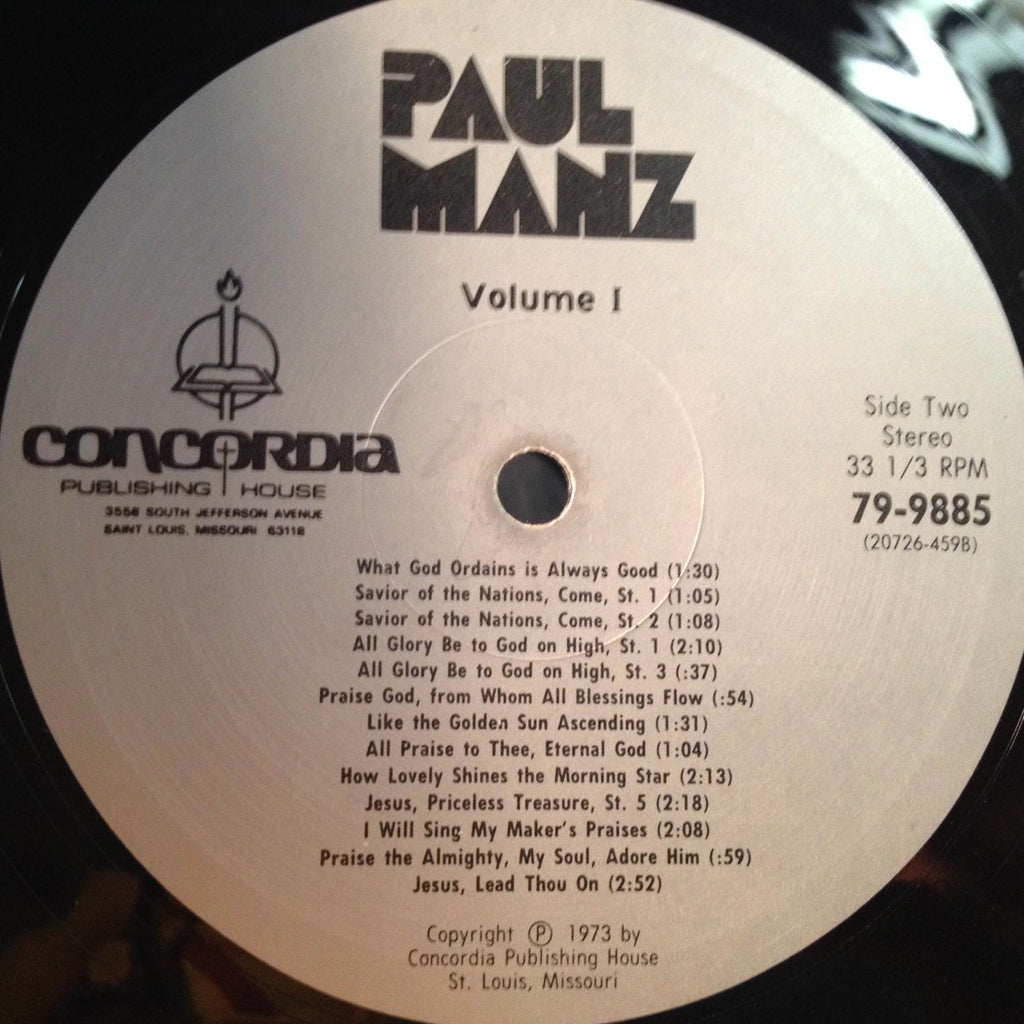 PAUL
MANZ
Volume I
CONCORDIA
PUBLISHING HOUSE
3558 SOUTH JEFFERSON AVENUE
SAINT LOUIS, MISSOURI 63118
Side Two
Stereo
33 1/3 RPM
79-9885
(20726-459B)
What God Ordains is Always Good (1:30)
Savior of the Nations, Come, St. 1 (1:05)
Savior of the Nations, Come, St. 2 (1:08)
All Glory Be to God on High, St. 1 (2:10)
All Glory Be to God on High, St. 3 (:37)
Praise God, from Whom All Blessings Flow (:54)
Like the Golden Sun Ascending (1:31)
All Praise to Thee, Eternal God (1:04)
How Lovely Shines the Morning Star (2:13)
Jesus, Priceless Treasure, St. 5 (2:18)
I Will Sing My Maker's Praises (2:08)
Praise the Almighty, My Soul, Adore Him (:59)
Jesus, Lead Thou On (2:52)
Copyright ℗ 1973 by
Concordia Publishing House
St. Louis, Missouri